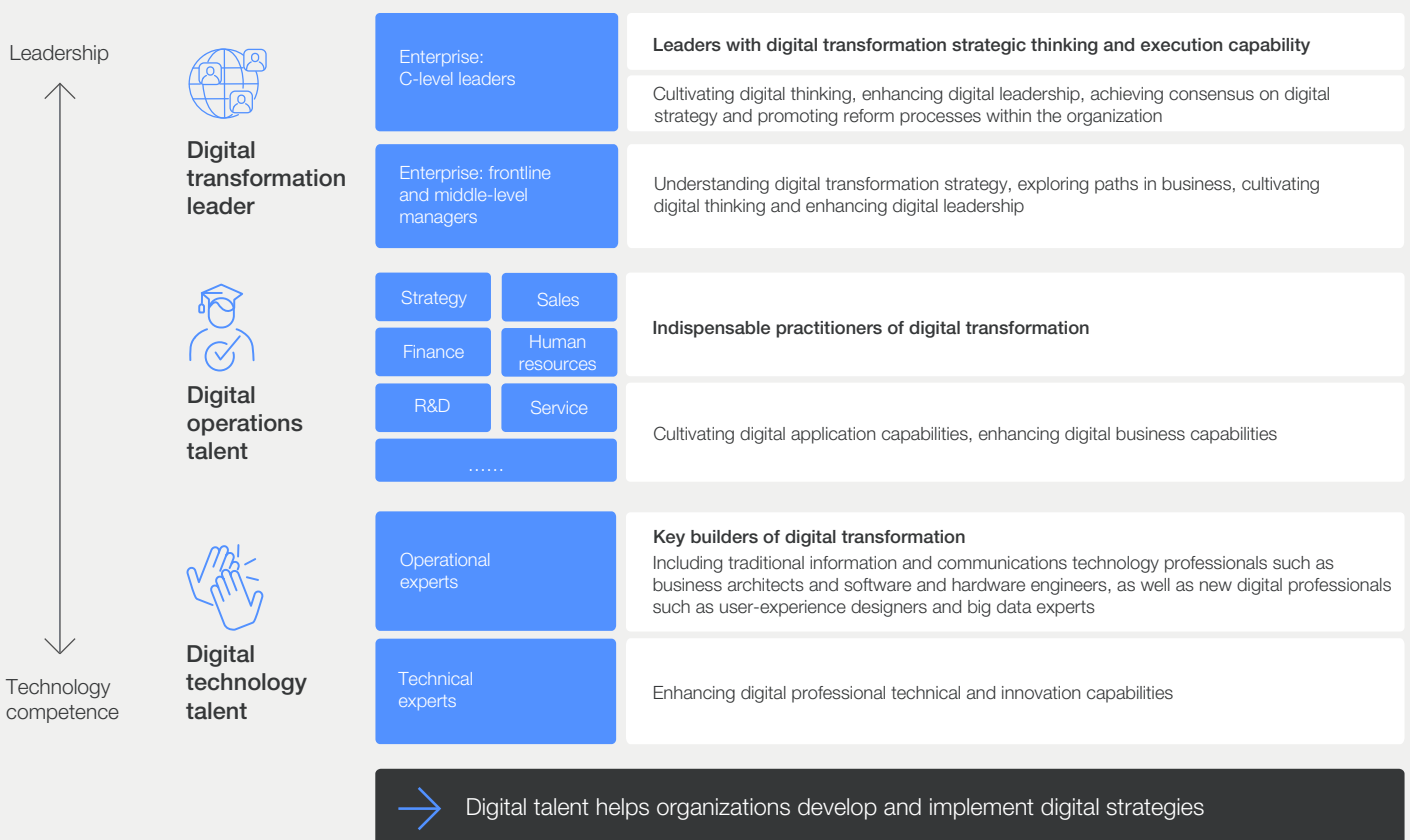 Leadership
Technology
competence
Digital
transformation
leader
Enterprise:
C-level leaders
Leaders with digital transformation strategic thinking and execution capability
Cultivating digital thinking, enhancing digital leadership, achieving consensus on digital
strategy and promoting reform processes within the organization
Enterprise: frontline
and middle-level
managers
Understanding digital transformation strategy, exploring paths in business, cultivating
digital thinking and enhancing digital leadership
Digital
operations
talent
Strategy
Sales
Finance
Human
resources
R&D
Service
......
Indispensable practitioners of digital transformation
Cultivating digital application capabilities, enhancing digital business capabilities
Digital
technology
talent
Operational
experts
Key builders of digital transformation
Including traditional information and communications technology professionals such as
business architects and software and hardware engineers, as well as new digital professionals
such as user-experience designers and big data experts
Technical
experts
Enhancing digital professional technical and innovation capabilities
Digital talent helps organizations develop and implement digital strategies